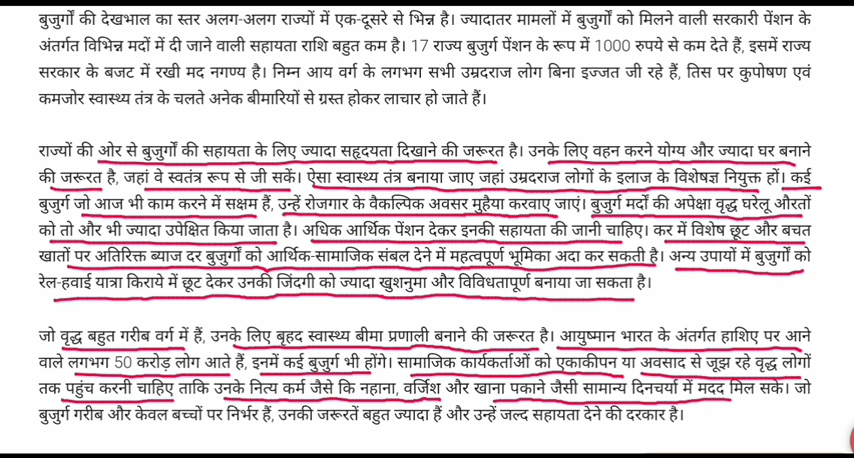 बुजुर्गों की देखभाल का स्तर अलग-अलग राज्यों में एक-दूसरे से भिन्न है। ज्यादातर मामलों में बुजुर्गों को मिलने वाली सरकारी पेंशन के
अंतर्गत विभिन्न मदों में दी जाने वाली सहायता राशि बहुत कम है। 17 राज्य बुजुर्ग पेंशन के रूप में 1000 रुपये से कम देते हैं, इसमें राज्य
सरकार के बजट में रखी मद नगण्य है। निम्न आय वर्ग के लगभग सभी उम्रदराज लोग बिना इज्जत जी रहे हैं, तिस पर कुपोषण एवं
कमजोर स्वास्थ्य तंत्र के चलते अनेक बीमारियों से ग्रस्त होकर लाचार हो जाते हैं।
राज्यों की ओर से बुजुर्गों की सहायता के लिए ज्यादा सहृदयता दिखाने की जरूरत है। उनके लिए वहन करने योग्य और ज्यादा घर बनाने
की जरूरत है, जहां वे स्वतंत्र रूप से जी सकें। ऐसा स्वास्थ्य तंत्र बनाया जाए जहां उम्रदराज लोगों के इलाज के विशेषज्ञ नियुक्त हों। कई
बुजुर्ग जो आज भी काम करने में सक्षम हैं, उन्हें रोजगार के वैकल्पिक अवसर मुहैया करवाए जाएं। बुजुर्ग मर्दों की अपेक्षा वृद्ध घरेलू औरतों
को तो और भी ज्यादा उपेक्षित किया जाता है। अधिक आर्थिक पेंशन देकर इनकी सहायता की जानी चाहिए। कर में विशेष छूट और बचत
खातों पर अतिरिक्त ब्याज दर बुजुर्गों को आर्थिक-सामाजिक संबल देने में महत्वपूर्ण भूमिका अदा कर सकती है। अन्य उपायों में बुजुर्गों को
रेल-हवाई यात्रा किराये में छूट देकर उनकी जिंदगी को ज्यादा खुशनुमा और विविधतापूर्ण बनाया जा सकता है।
जो वृद्ध बहुत गरीब वर्ग में हैं, उनके लिए बृहद स्वास्थ्य बीमा प्रणाली बनाने की जरूरत है। आयुष्मान भारत के अंतर्गत हाशिए पर आने
वाले लगभग 50 करोड़ लोग आते हैं, इनमें कई बुजुर्ग भी होंगे। सामाजिक कार्यकर्ताओं को एकाकीपन या अवसाद से जूझ रहे वृद्ध लोगों
तक पहुंच करनी चाहिए ताकि उनके नित्य कर्म जैसे कि नहाना, वर्जिश और खाना पकाने जैसी सामान्य दिनचर्या में मदद मिल सके। जो
बुजुर्ग गरीब और केवल बच्चों पर निर्भर हैं, उनकी जरूरतें बहुत ज्यादा हैं और उन्हें जल्द सहायता देने की दरकार है।